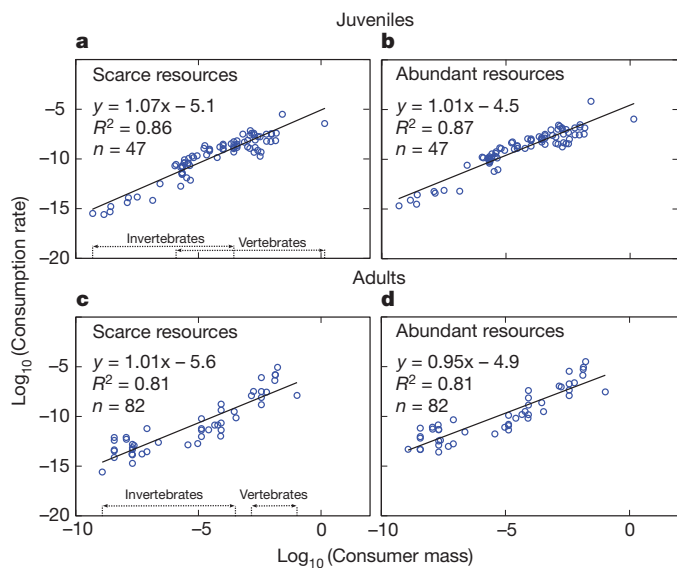 Juveniles
a
b
Scarce resources
y = 1.07x − 5.1
R² = 0.86
n = 47
Abundant resources
y = 1.01x − 4.5
R² = 0.87
n = 47
−5
−10
−15
−20
Invertebrates
Vertebrates
Adults
c
d
Scarce resources
y = 1.01x − 5.6
R² = 0.81
n = 82
Abundant resources
y = 0.95x − 4.9
R² = 0.81
n = 82
−5
−10
−15
−20
Invertebrates
Vertebrates
−10
−5
0
−10
−5
0
2
Log₁₀ (Consumption rate)
Log₁₀ (Consumer mass)